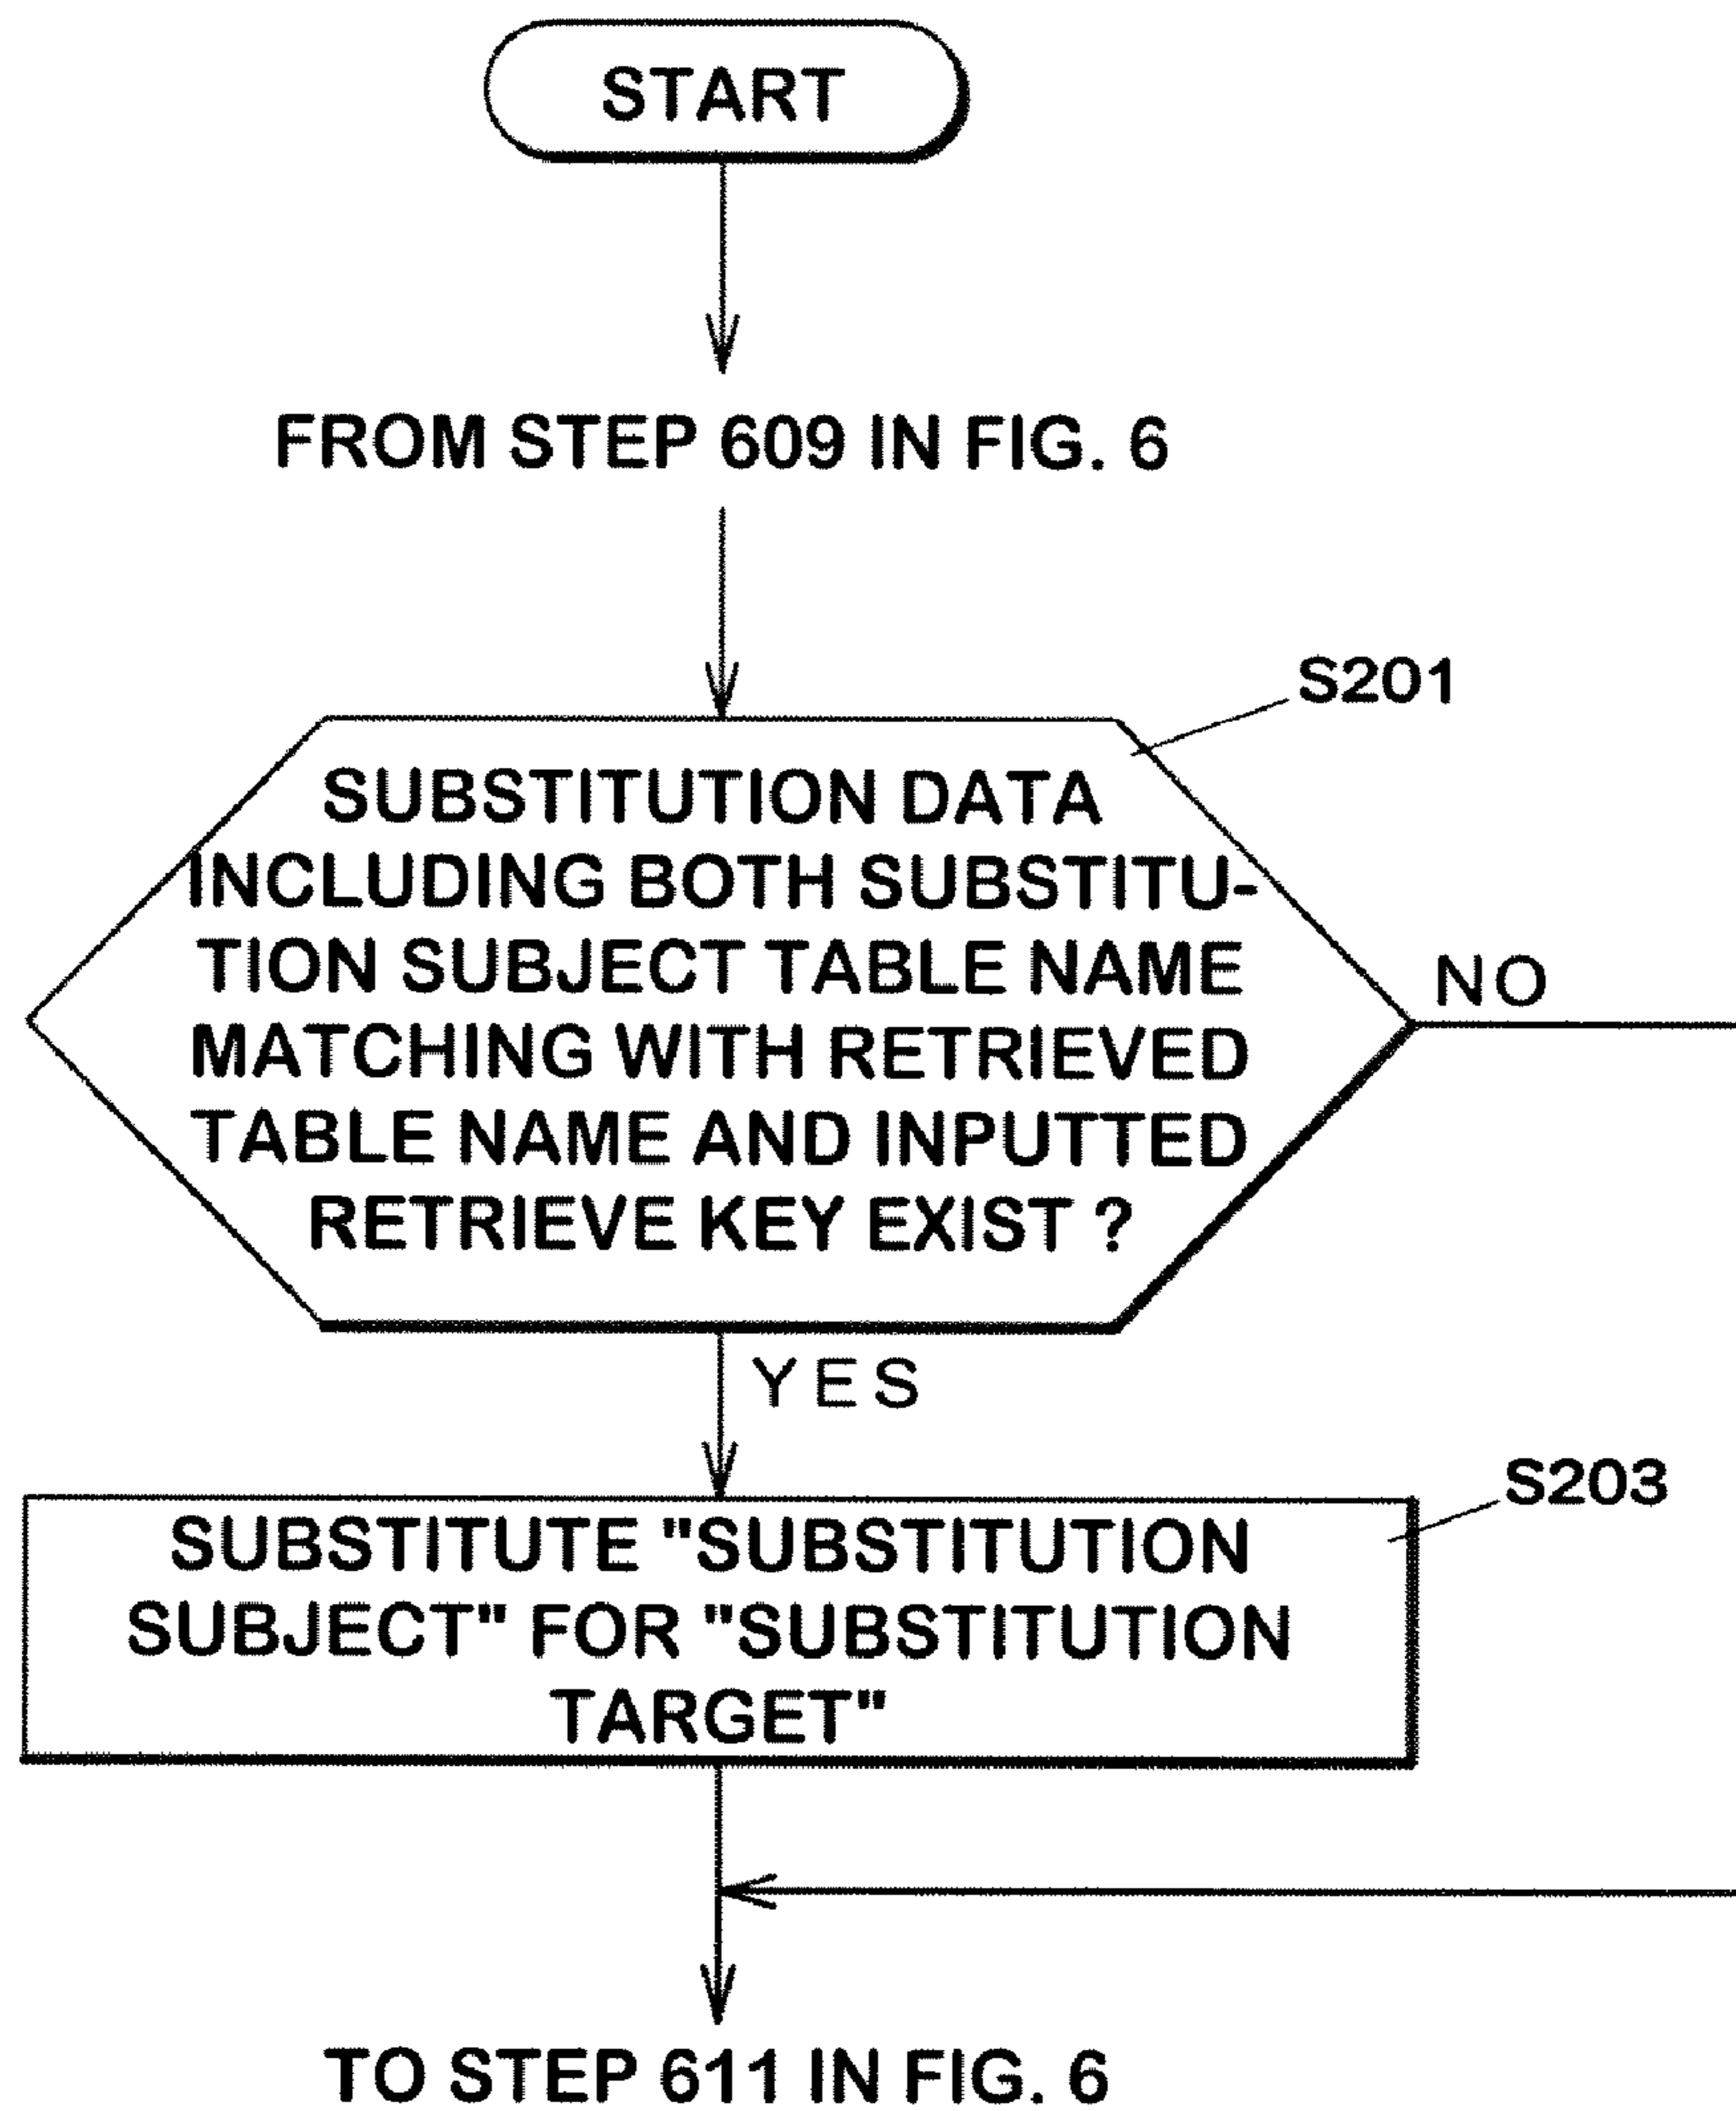 START
FROM STEP 609 IN FIG. 6
S201
SUBSTITUTION DATA
INCLUDING BOTH SUBSTITU-
TION SUBJECT TABLE NAME
NO
MATCHING WITH RETRIEVED
TABLE NAME AND INPUTTED
RETRIEVE KEY EXIST ?
YES
S203
SUBSTITUTE "SUBSTITUTION
SUBJECT" FOR "SUBSTITUTION
TARGET"
TO STEP 611 IN FIG. 6